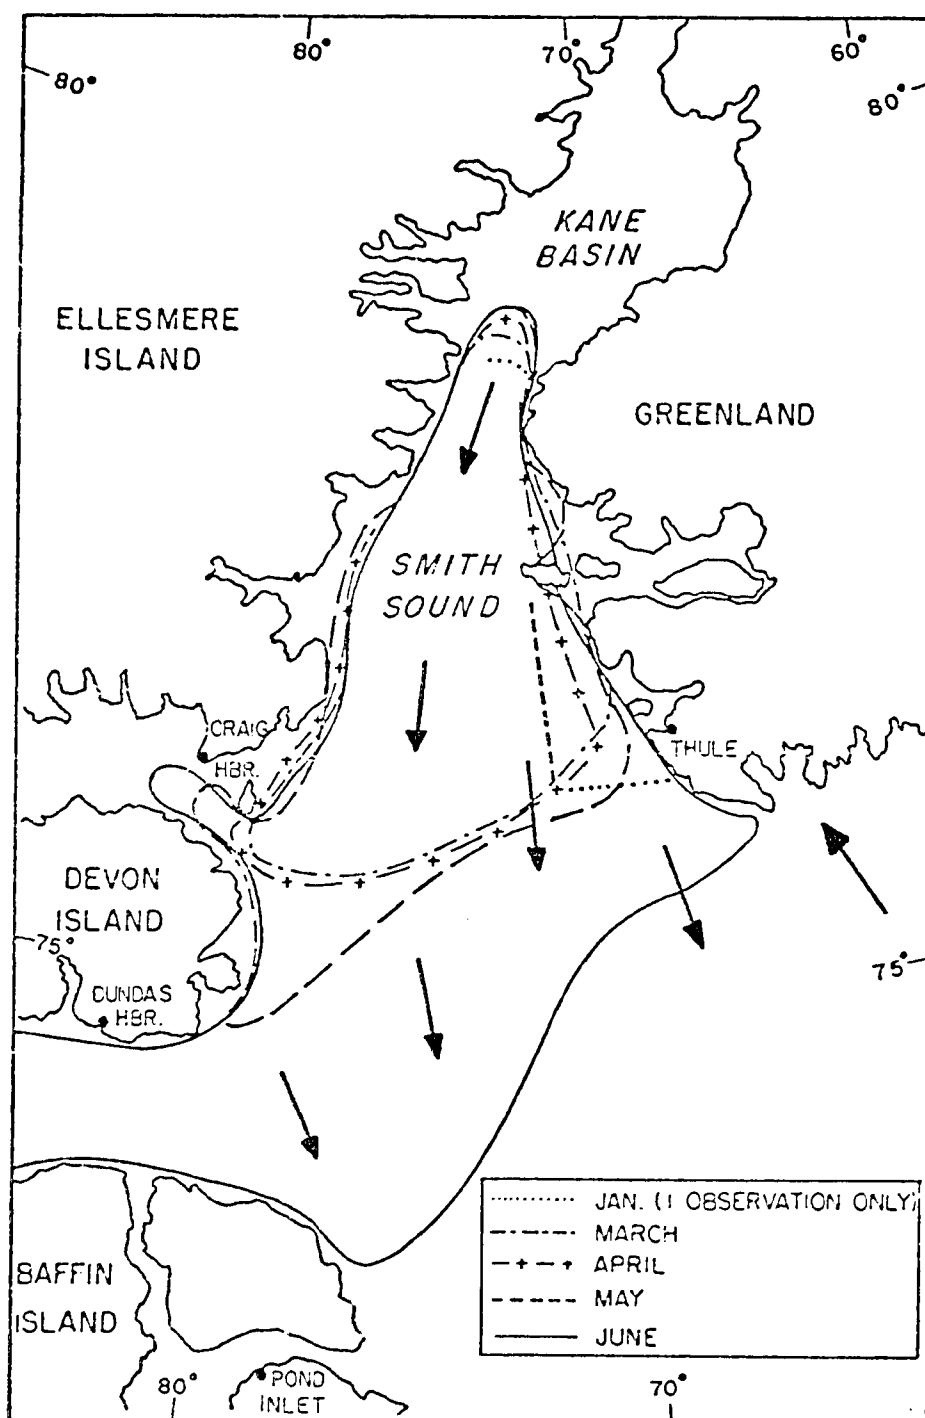 80°
70°
60°
80°
80°
KANE
BASIN
ELLESMERE
ISLAND
GREENLAND
SMITH
SOUND
CRAIG
HBR.
THULE
DEVON
ISLAND
75°
75°
DUNDAS
HBR.
JAN. (1 OBSERVATION ONLY)
MARCH
APRIL
MAY
JUNE
BAFFIN
ISLAND
80°
POND
INLET
70°